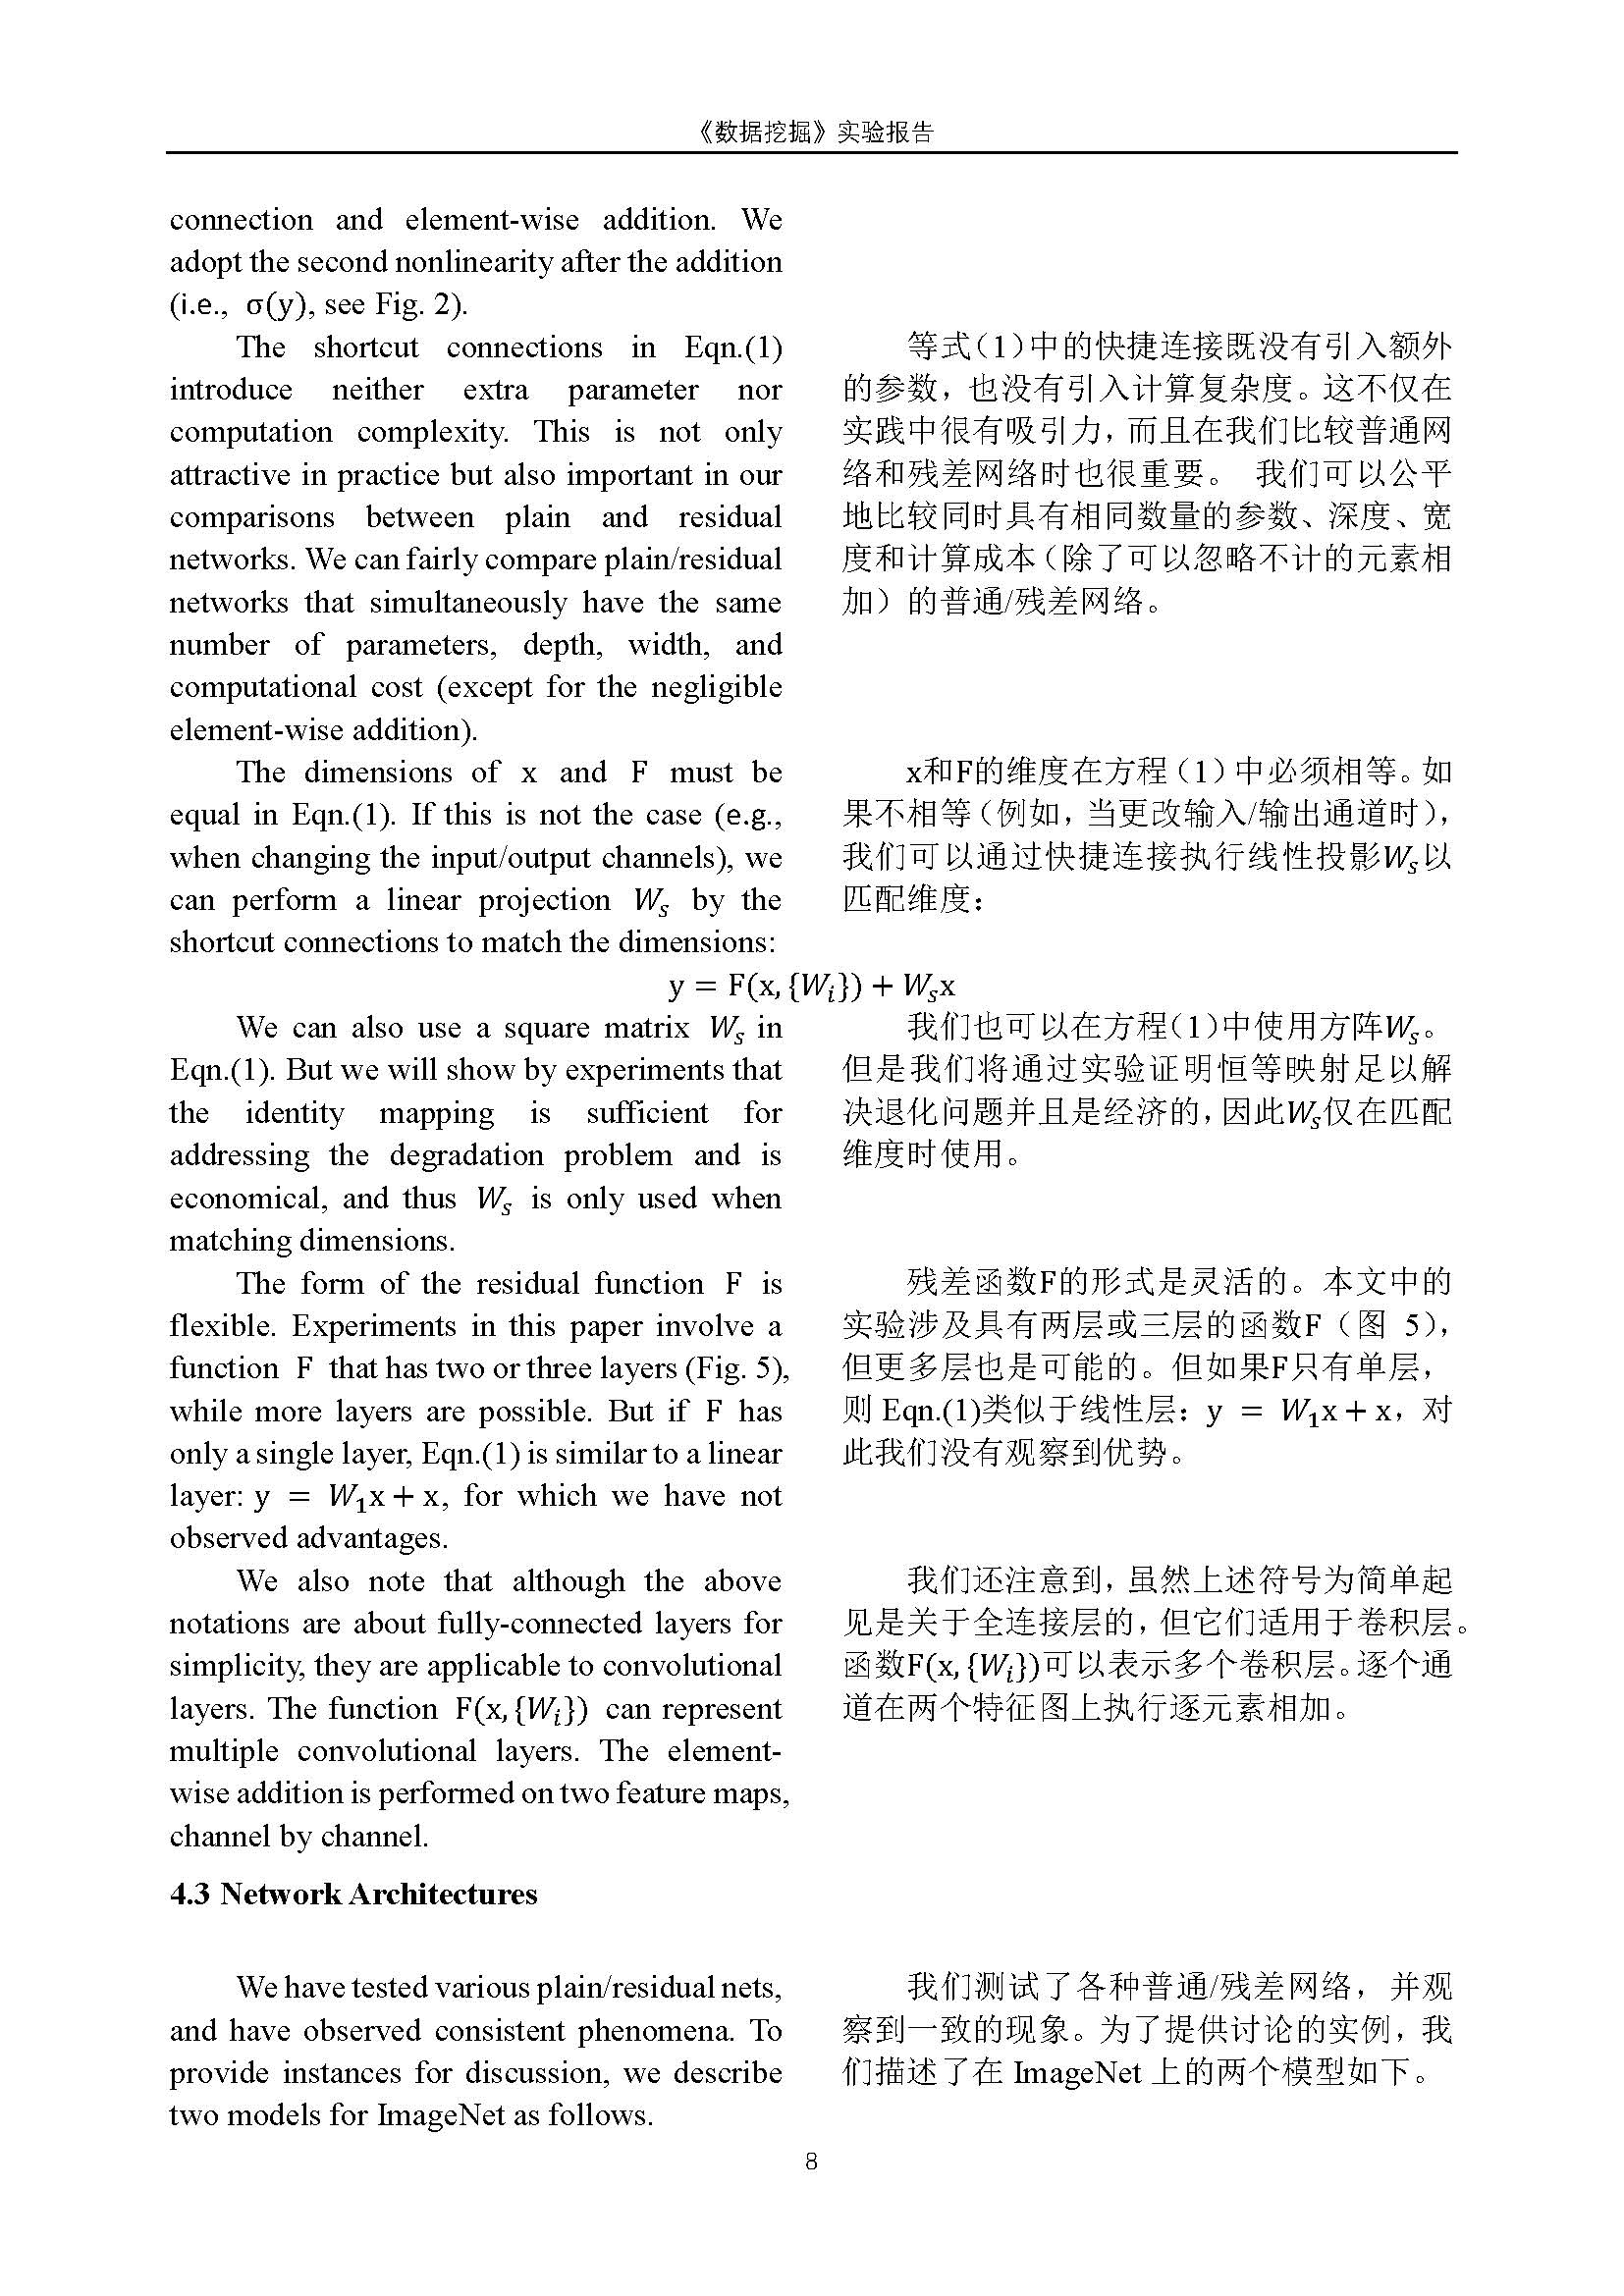 《数据挖掘》实验报告
connection and element-wise addition. We
adopt the second nonlinearity after the addition
(i.e., σ(y), see Fig. 2).
The shortcut connections in Eqn.(1)
introduce neither extra parameter nor
computation complexity. This is not only
attractive in practice but also important in our
comparisons between plain and residual
networks. We can fairly compare plain/residual
networks that simultaneously have the same
number of parameters, depth, width, and
computational cost (except for the negligible
element-wise addition).
等式(1)中的快捷连接既没有引入额外
的参数，也没有引入计算复杂度。这不仅在
实践中很有吸引力，而且在我们比较普通网
络和残差网络时也很重要。 我们可以公平
地比较同时具有相同数量的参数、深度、宽
度和计算成本（除了可以忽略不计的元素相
加）的普通/残差网络。
The dimensions of x and F must be
equal in Eqn.(1). If this is not the case (e.g.,
when changing the input/output channels), we
can perform a linear projection Wₛ by the
shortcut connections to match the dimensions:
x和F的维度在方程（1）中必须相等。如
果不相等（例如，当更改输入/输出通道时），
我们可以通过快捷连接执行线性投影Wₛ以
匹配维度：
y = F(x, {Wᵢ}) + Wₛx
We can also use a square matrix Wₛ in
Eqn.(1). But we will show by experiments that
the identity mapping is sufficient for
addressing the degradation problem and is
economical, and thus Wₛ is only used when
matching dimensions.
我们也可以在方程(1)中使用方阵Wₛ。
但是我们将通过实验证明恒等映射足以解
决退化问题并且是经济的，因此Wₛ仅在匹配
维度时使用。
The form of the residual function F is
flexible. Experiments in this paper involve a
function F that has two or three layers (Fig. 5),
while more layers are possible. But if F has
only a single layer, Eqn.(1) is similar to a linear
layer: y = W₁x + x, for which we have not
observed advantages.
残差函数F的形式是灵活的。本文中的
实验涉及具有两层或三层的函数F（图 5），
但更多层也是可能的。但如果F只有单层，
则 Eqn.(1)类似于线性层：y = W₁x + x，对
此我们没有观察到优势。
We also note that although the above
notations are about fully-connected layers for
simplicity, they are applicable to convolutional
layers. The function F(x, {Wᵢ}) can represent
multiple convolutional layers. The element-
wise addition is performed on two feature maps,
channel by channel.
我们还注意到，虽然上述符号为简单起
见是关于全连接层的，但它们适用于卷积层。
函数F(x, {Wᵢ})可以表示多个卷积层。逐个通
道在两个特征图上执行逐元素相加。
4.3 Network Architectures
We have tested various plain/residual nets,
and have observed consistent phenomena. To
provide instances for discussion, we describe
two models for ImageNet as follows.
我们测试了各种普通/残差网络，并观
察到一致的现象。为了提供讨论的实例，我
们描述了在 ImageNet 上的两个模型如下。
8